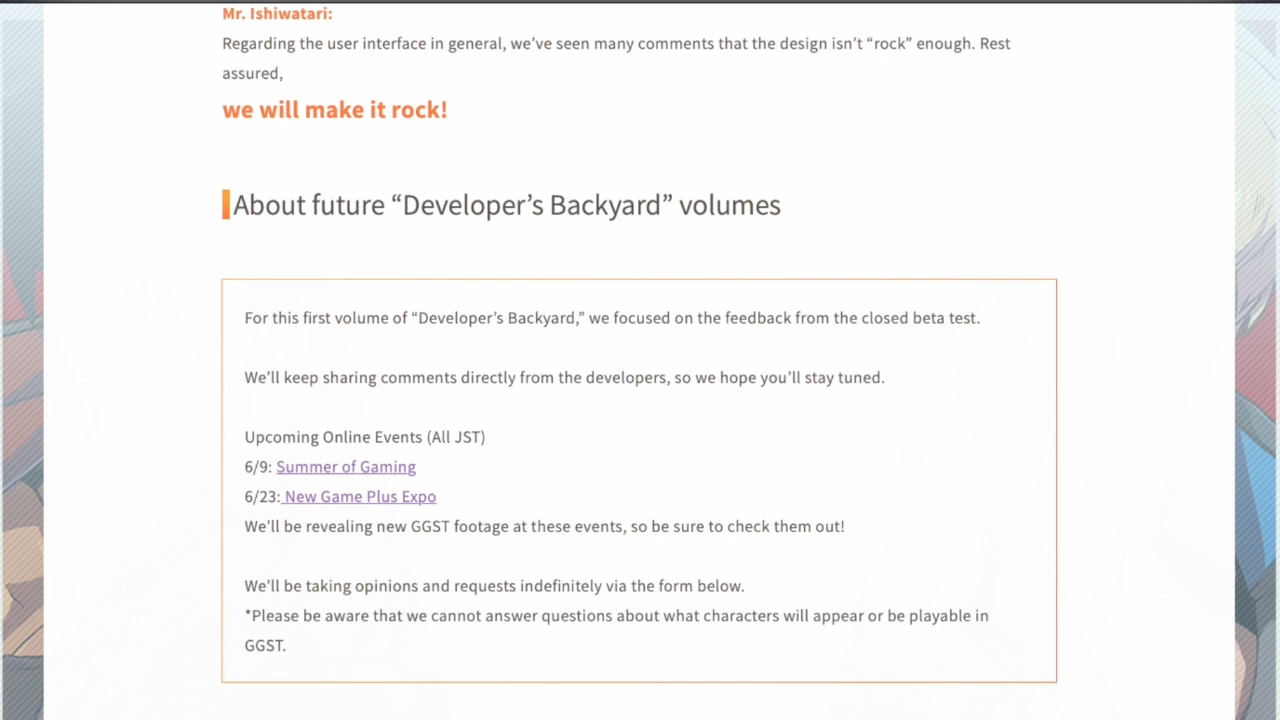 Mr. Ishiwatari:
Regarding the user interface in general, we’ve seen many comments that the design isn’t “rock” enough. Rest
assured,
we will make it rock!
About future “Developer’s Backyard” volumes
For this first volume of “Developer’s Backyard,” we focused on the feedback from the closed beta test.
We’ll keep sharing comments directly from the developers, so we hope you’ll stay tuned.
Upcoming Online Events (All JST)
6/9: Summer of Gaming
6/23: New Game Plus Expo
We’ll be revealing new GGST footage at these events, so be sure to check them out!
We’ll be taking opinions and requests indefinitely via the form below.
*Please be aware that we cannot answer questions about what characters will appear or be playable in
GGST.